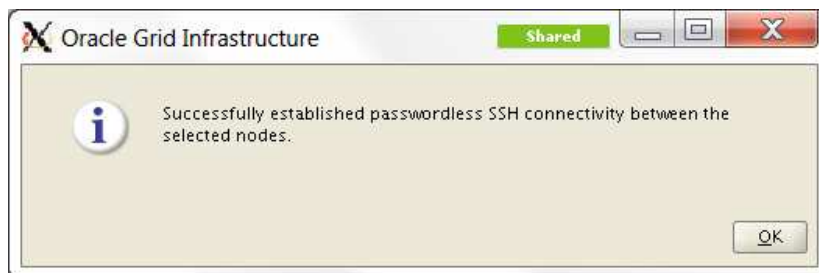 Oracle Grid Infrastructure
Shared
Successfully established passwordless SSH connectivity between the
selected nodes.
OK